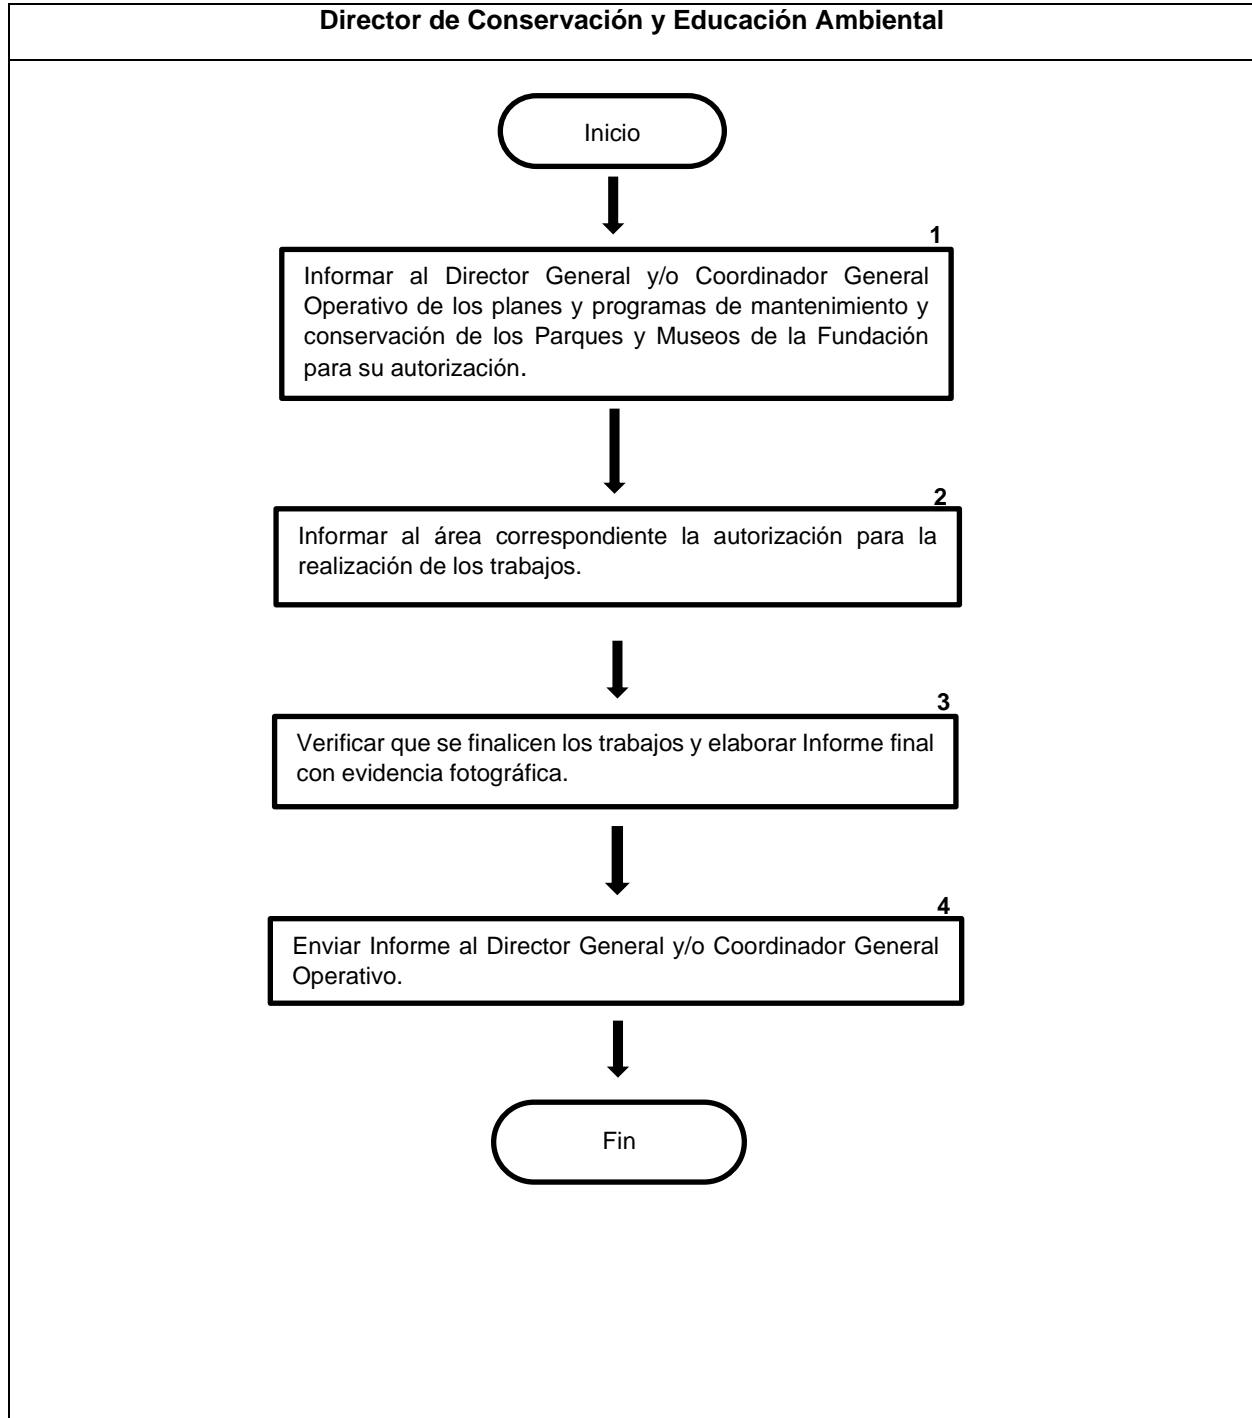 Director de Conservación y Educación Ambiental
Inicio
1
Informar al Director General y/o Coordinador General
Operativo de los planes y programas de mantenimiento y
conservación de los Parques y Museos de la Fundación
para su autorización.
2
Informar al área correspondiente la autorización para la
realización de los trabajos.
3
Verificar que se finalicen los trabajos y elaborar Informe final
con evidencia fotográfica.
4
Enviar Informe al Director General y/o Coordinador General
Operativo.
Fin